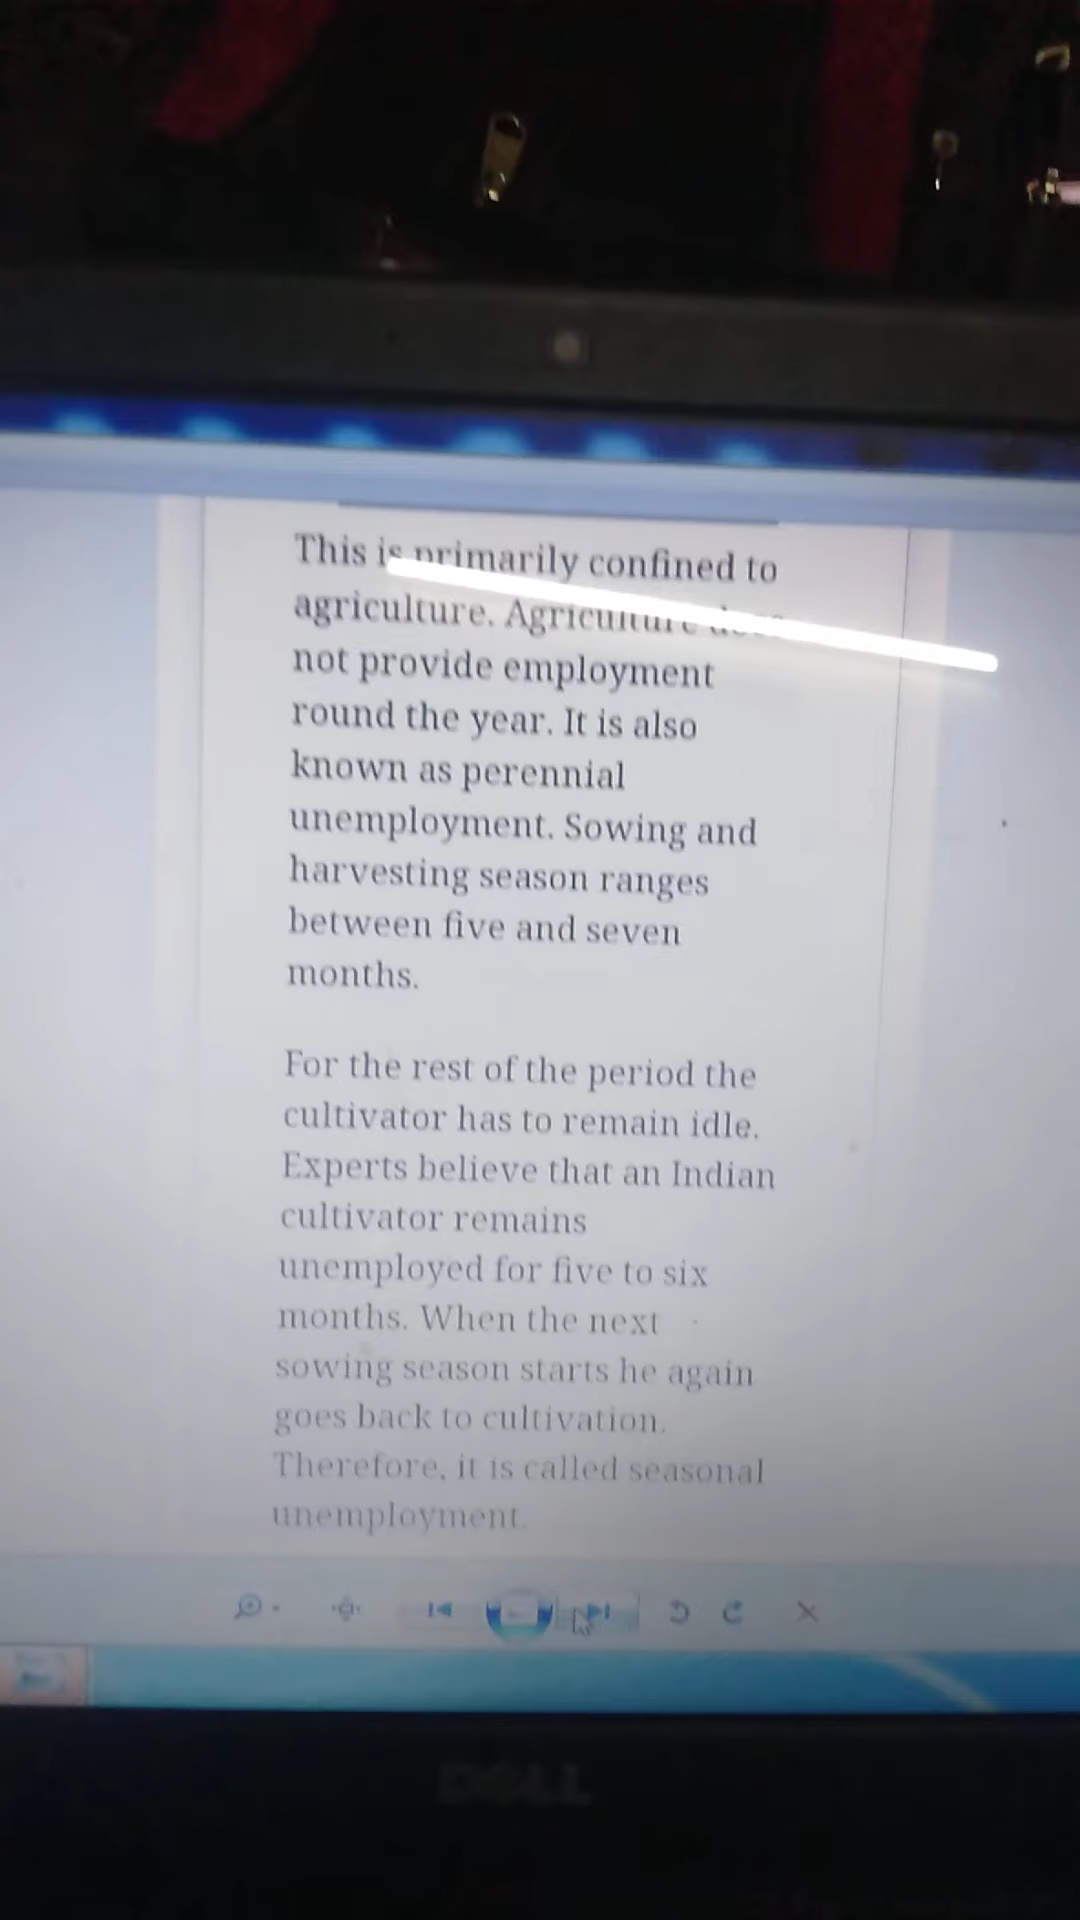 This is primarily confined to
agriculture. Agriculture does
not provide employment
round the year. It is also
known as perennial
unemployment. Sowing and
harvesting season ranges
between five and seven
months.
For the rest of the period the
cultivator has to remain idle.
Experts believe that an Indian
cultivator remains
unemployed for five to six
months. When the next
sowing season starts he again
goes back to cultivation.
Therefore, it is called seasonal
unemployment.
DELL